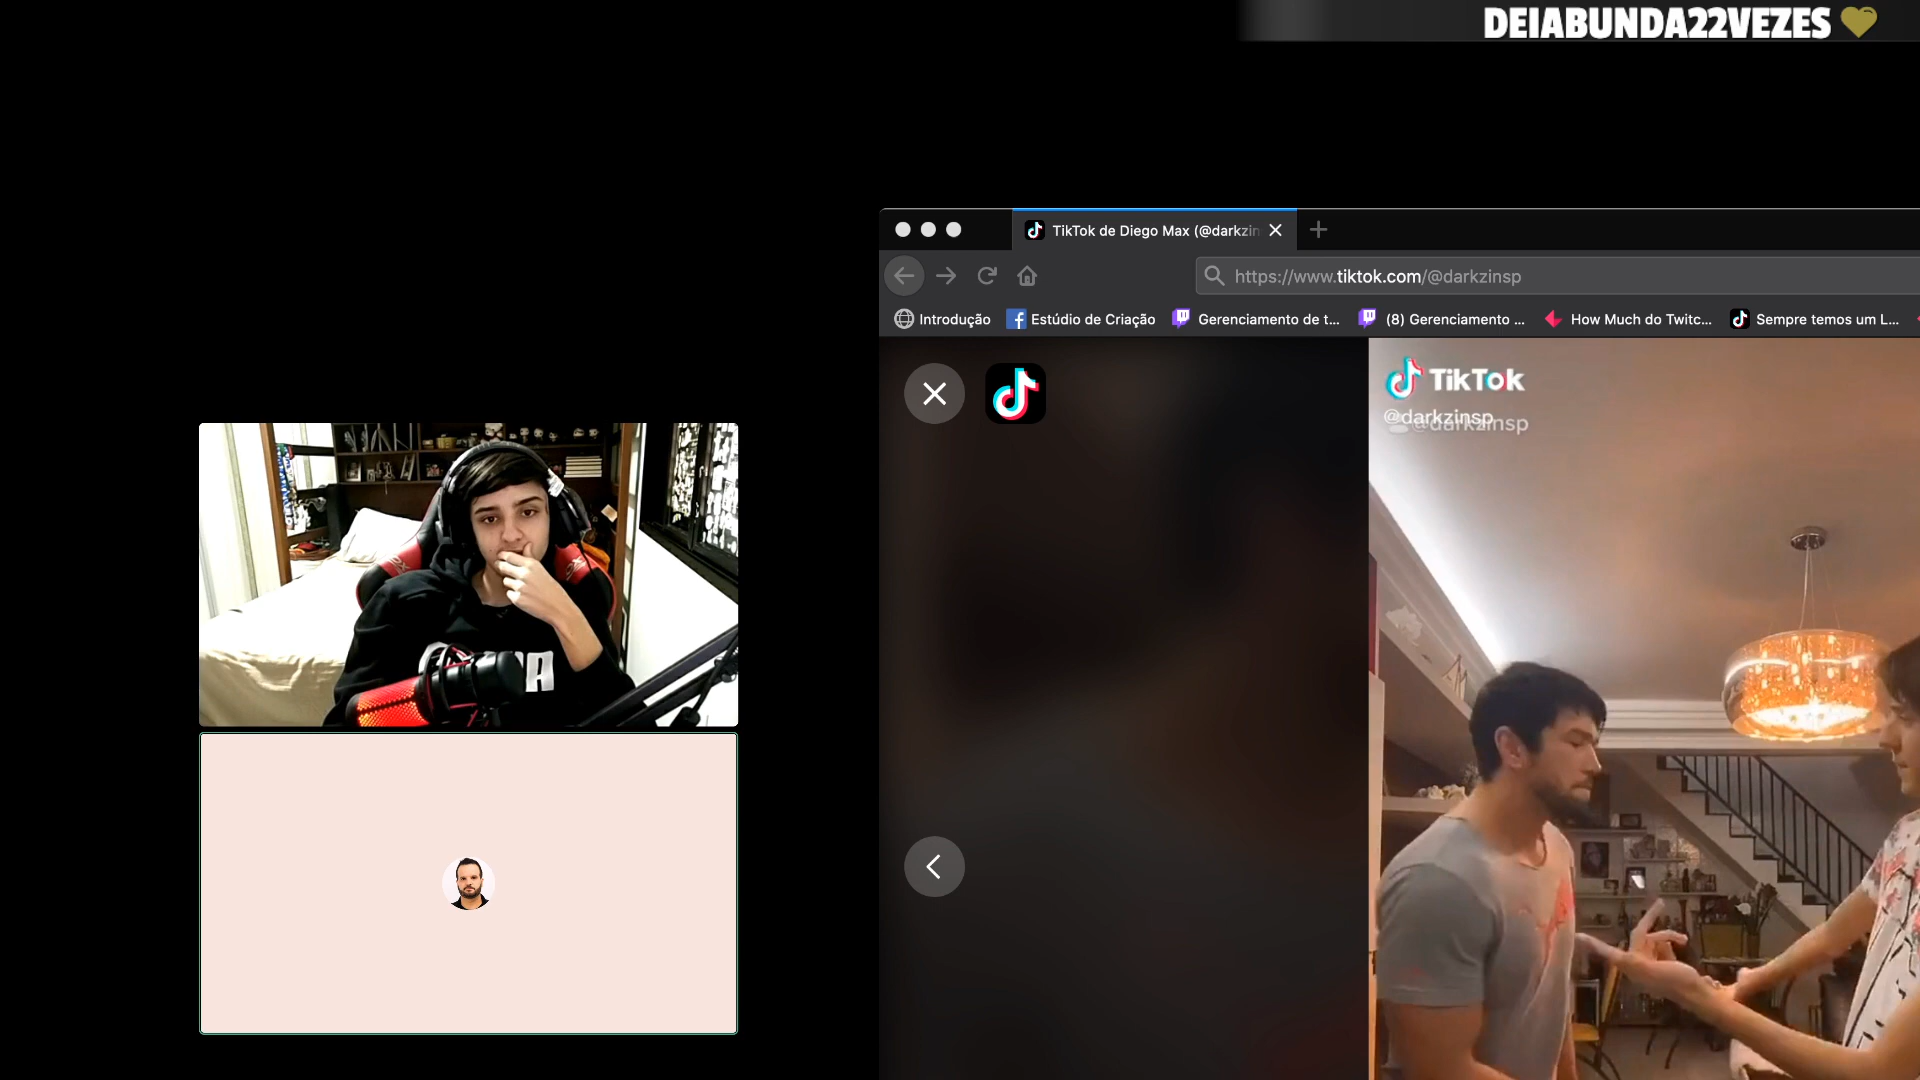 DEIABUNDA22VEZES
TikTok de Diego Max (@darkzin
https://www.tiktok.com/@darkzinsp
Introdução
Estúdio de Criação
Gerenciamento de t...
(8) Gerenciamento ...
How Much do Twitc...
Sempre temos um L...
TikTok
@darkzinsp
@darkzinsp